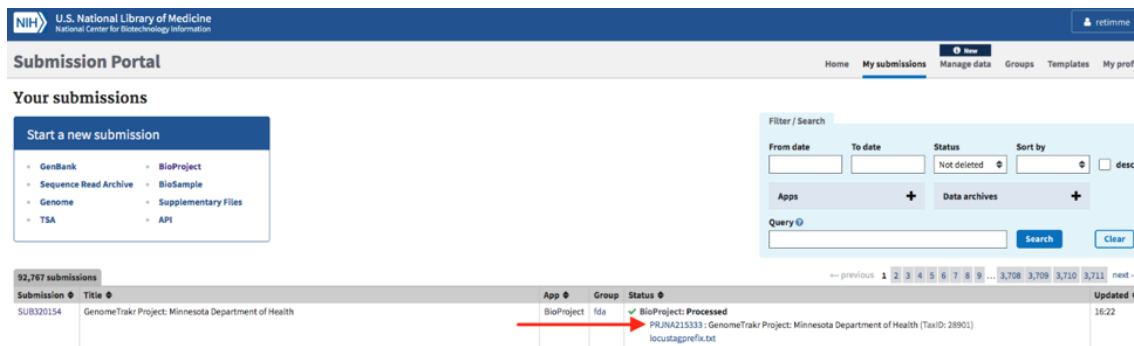 NIH U.S. National Library of Medicine
National Center for Biotechnology Information
retimme
Submission Portal
New
Home My submissions Manage data Groups Templates My prof
Your submissions
Start a new submission
GenBank BioProject
Sequence Read Archive BioSample
Genome Supplementary Files
TSA API
Filter / Search
From date To date Status Sort by
Not deleted desc
Apps + Data archives +
Query
Search Clear
92,767 submissions
← previous 1 2 3 4 5 6 7 8 9 ... 3,708 3,709 3,710 3,711 next
Submission Title App Group Status Updated
SUB320154 GenomeTrakr Project: Minnesota Department of Health BioProject fda ✔ BioProject: Processed 16:22
PRJNA215333 : GenomeTrakr Project: Minnesota Department of Health (TaxID: 28901)
locustagprefix.txt